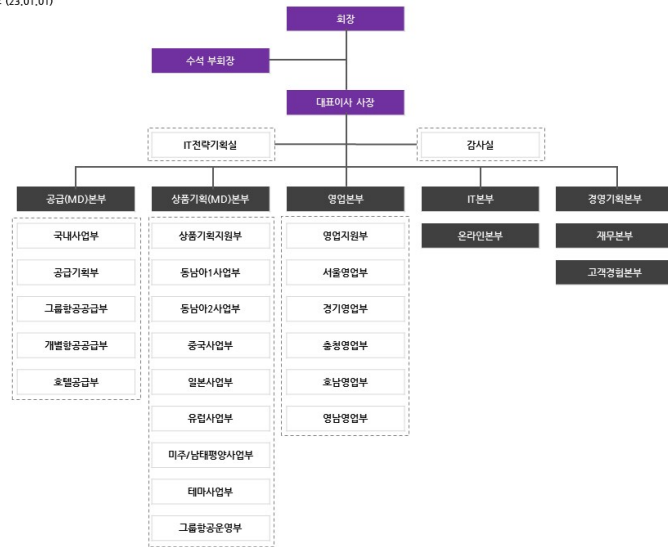 (23,01,01)
회장
수석 부회장
대표이사 사장
IT전략기획실
감사실
공급(MD)본부
상품기획(MD)본부
영업본부
IT본부
경영기획본부
국내사업부
상품기획지원부
영업지원부
온라인본부
재무본부
공급기획부
동남아1사업부
서울영업부
고객경험본부
그룹항공공급부
동남아2사업부
경기영업부
개별항공공급부
중국사업부
충청영업부
호텔공급부
일본사업부
호남영업부
유럽사업부
영남영업부
미주/남태평양사업부
테마사업부
그룹항공운영부